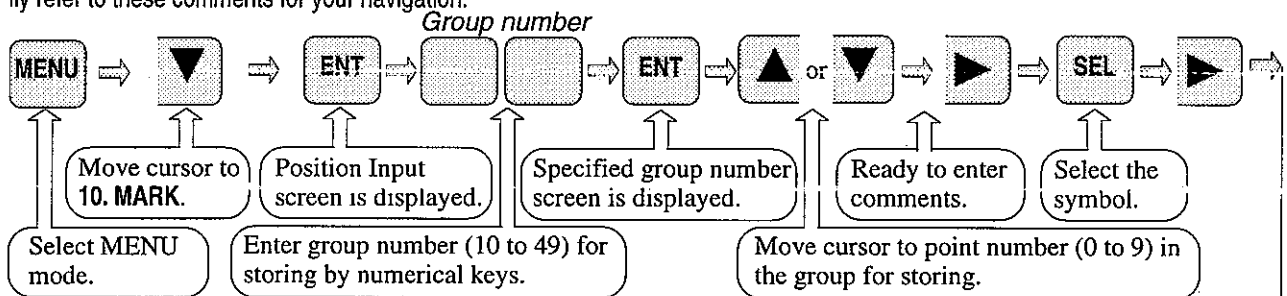 refer to these comments for your navigation.
Group number
MENU ENT ENT or SEL
Move cursor to
10. MARK.
Position Input
screen is displayed.
Specified group number
screen is displayed.
Ready to enter
comments.
Select the
symbol.
Select MENU
mode.
Enter group number (10 to 49) for
storing by numerical keys.
Move cursor to point number (0 to 9) in
the group for storing.